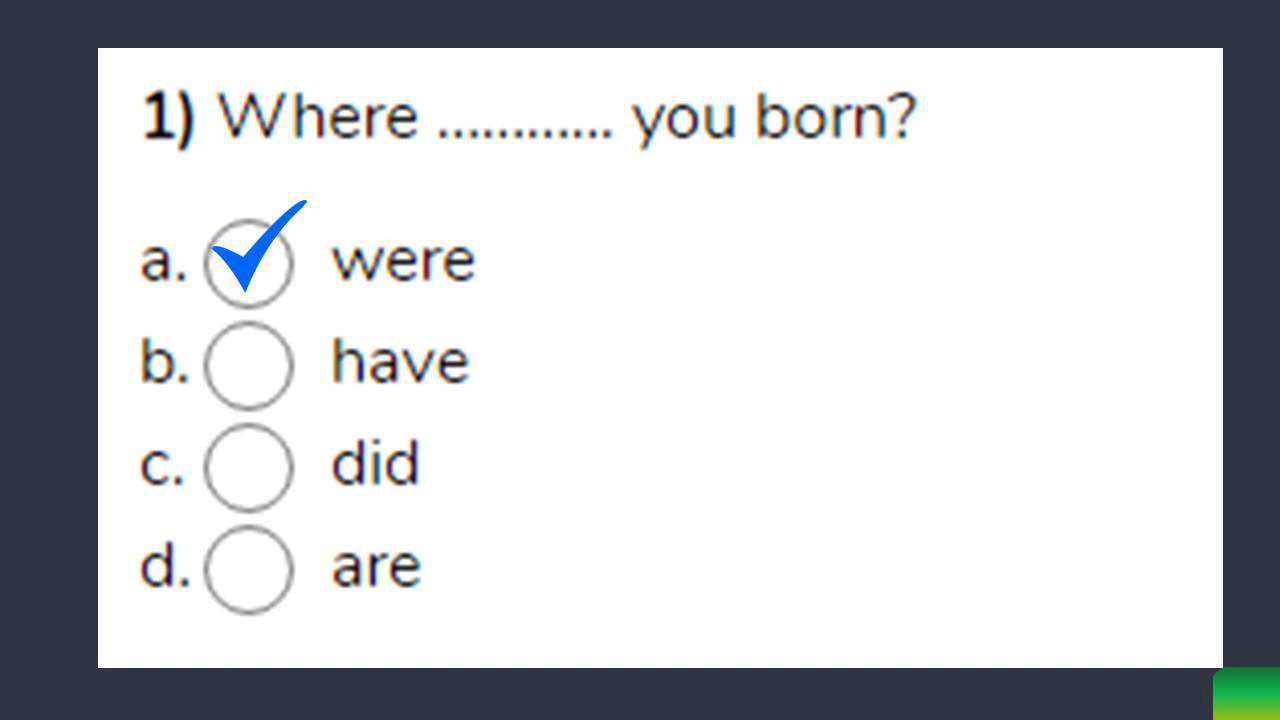 1) Where ............ you born?
a. were
b. have
c. did
d. are